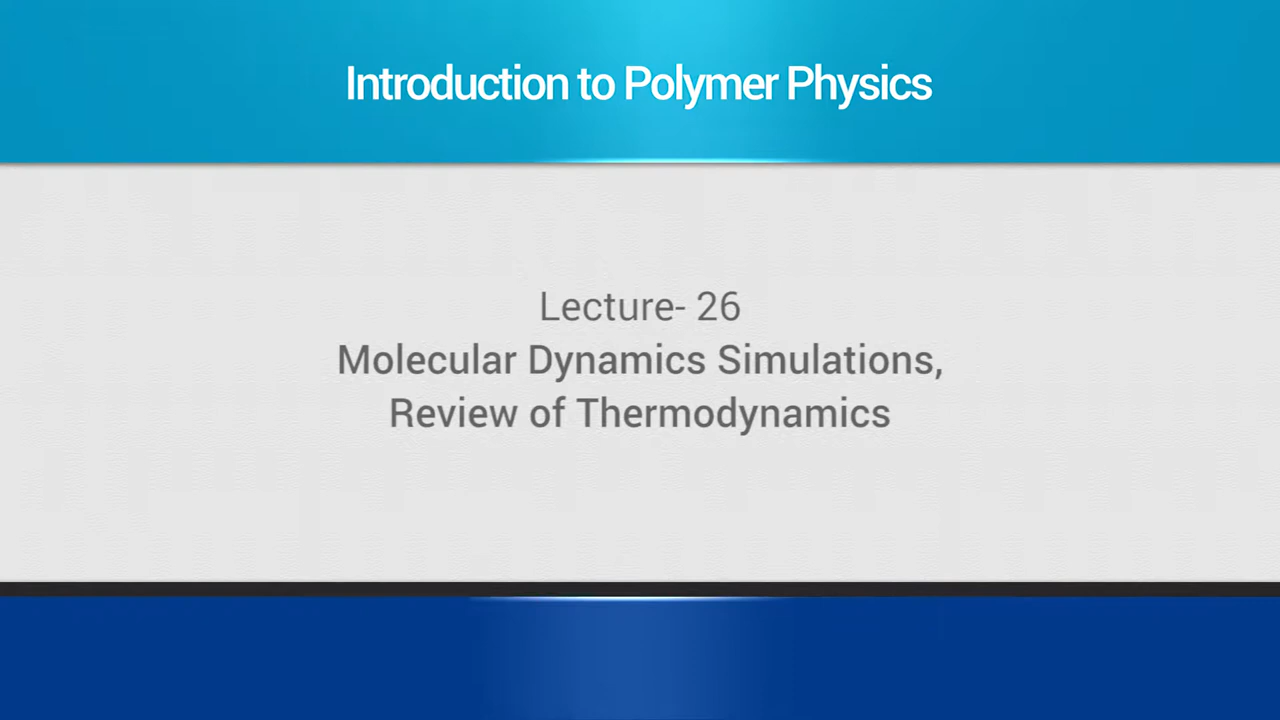 Introduction to Polymer Physics
Lecture- 26
Molecular Dynamics Simulations,
Review of Thermodynamics